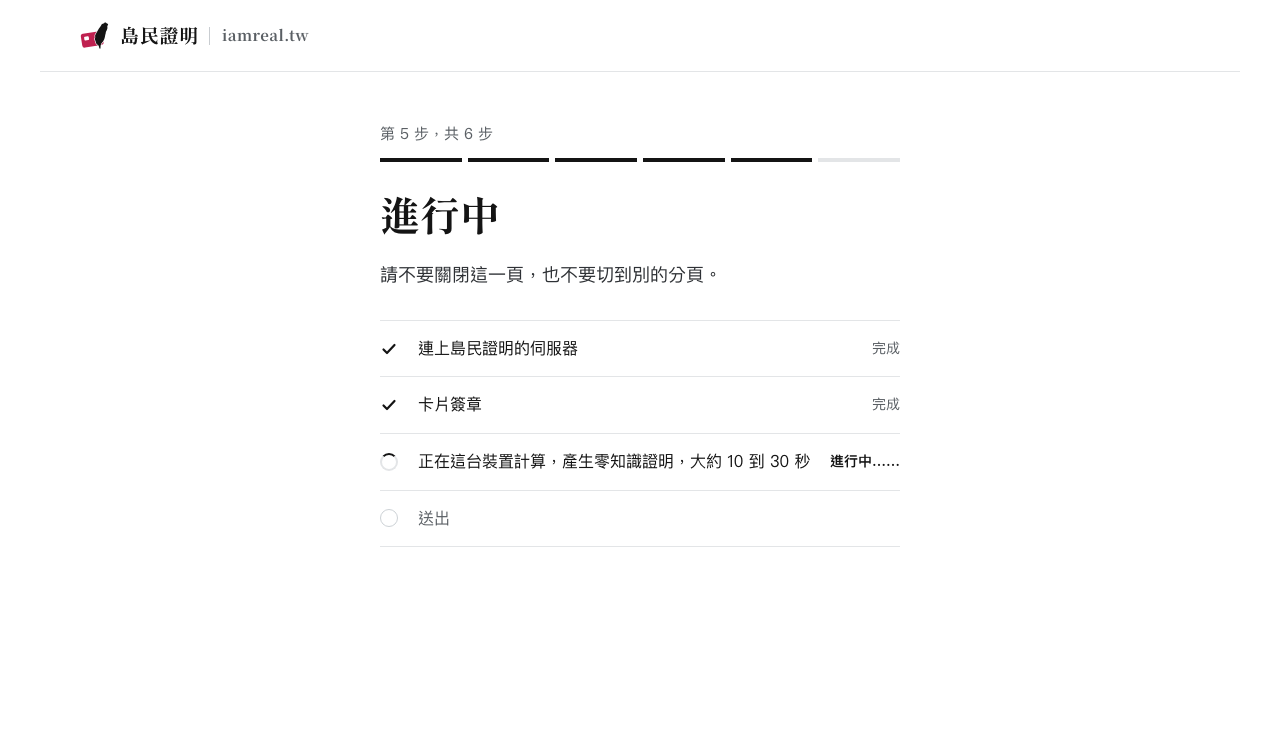 島民證明 iamreal.tw
第 5 步，共 6 步
進行中
請不要關閉這一頁，也不要切到別的分頁。
連上島民證明的伺服器 完成
卡片簽章 完成
正在這台裝置計算，產生零知識證明，大約 10 到 30 秒 進行中……
送出